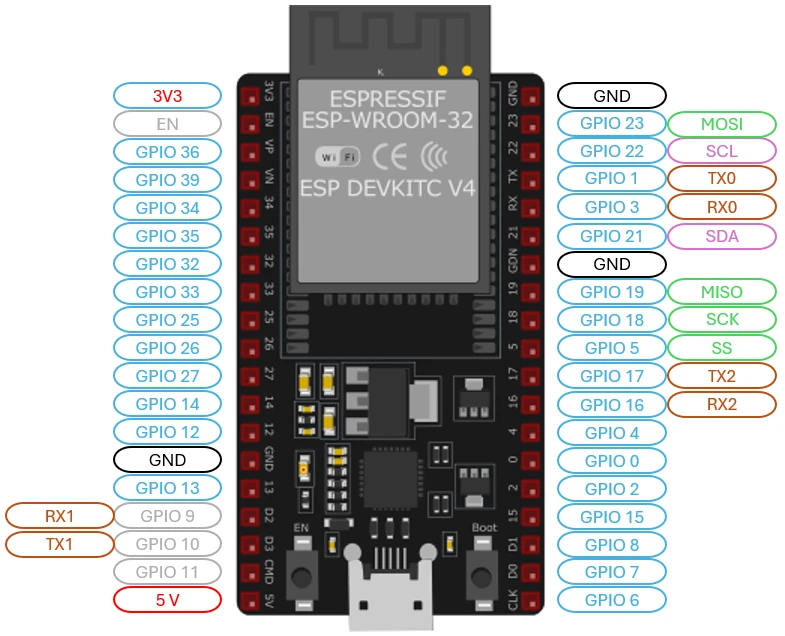 K
ESPRESSIF
ESP-WROOM-32
Wi Fi CE
ESP DEVKITC V4
3V3 3V3 GND GND
EN EN 23 GPIO 23 MOSI
GPIO 36 VP 22 GPIO 22 SCL
GPIO 39 VN TX GPIO 1 TX0
GPIO 34 34 RX GPIO 3 RX0
GPIO 35 35 21 GPIO 21 SDA
GPIO 32 32 GDN GND
GPIO 33 33 19 GPIO 19 MISO
GPIO 25 25 18 GPIO 18 SCK
GPIO 26 26 5 GPIO 5 SS
GPIO 27 27 17 GPIO 17 TX2
GPIO 14 14 16 GPIO 16 RX2
GPIO 12 12 4 GPIO 4
GND GND 0 GPIO 0
GPIO 13 13 2 GPIO 2
RX1 GPIO 9 D2 15 GPIO 15
EN Boot
TX1 GPIO 10 D3 D1 GPIO 8
GPIO 11 CMD D0 GPIO 7
5 V 5V CLK GPIO 6